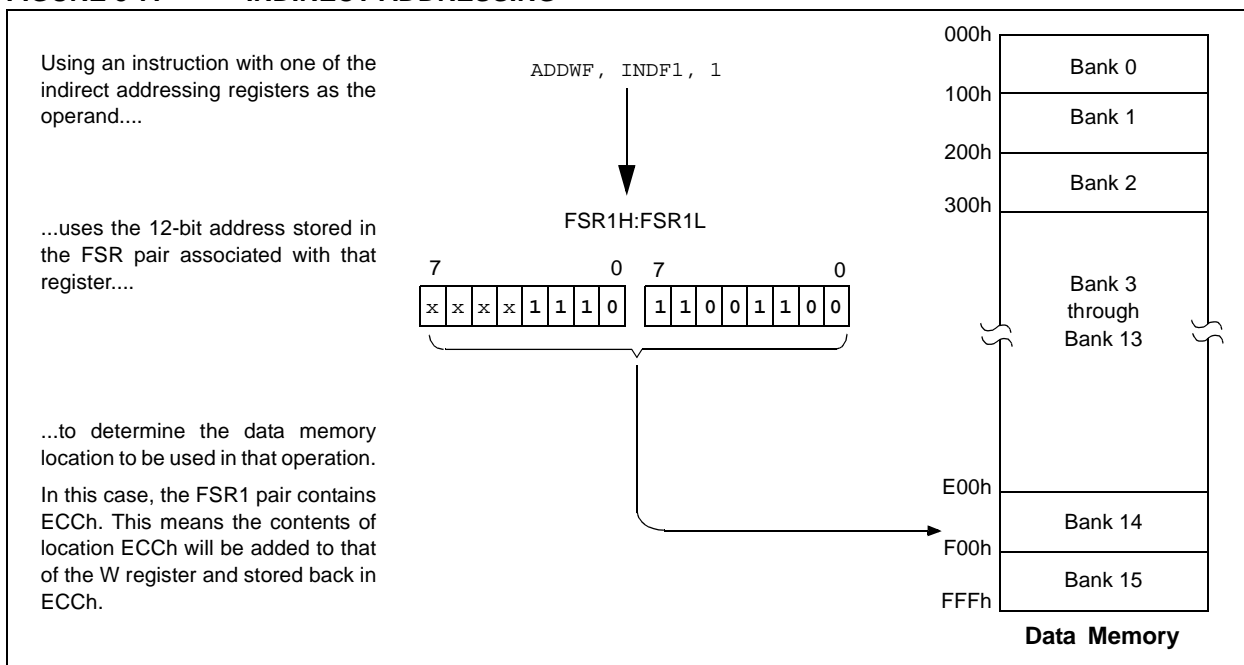 Using an instruction with one of the
indirect addressing registers as the
operand....
ADDWF, INDF1, 1
...uses the 12-bit address stored in
the FSR pair associated with that
register....
FSR1H:FSR1L
7 0 7 0
x x x x 1 1 1 0 1 1 0 0 1 1 0 0
...to determine the data memory
location to be used in that operation.
In this case, the FSR1 pair contains
ECCh. This means the contents of
location ECCh will be added to that
of the W register and stored back in
ECCh.
000h
Bank 0
100h
Bank 1
200h
Bank 2
300h
Bank 3
through
Bank 13
E00h
Bank 14
F00h
Bank 15
FFFh
Data Memory